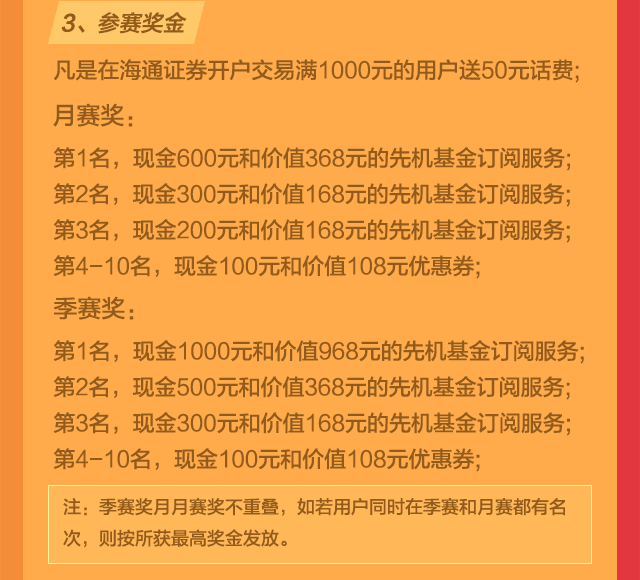 3、参赛奖金
凡是在海通证券开户交易满1000元的用户送50元话费;
月赛奖:
第1名，现金600元和价值368元的先机基金订阅服务;
第2名，现金300元和价值168元的先机基金订阅服务;
第3名，现金200元和价值168元的先机基金订阅服务;
第4-10名，现金100元和价值108元优惠券;
季赛奖:
第1名，现金1000元和价值968元的先机基金订阅服务;
第2名，现金500元和价值368元的先机基金订阅服务;
第3名，现金300元和价值168元的先机基金订阅服务;
第4-10名，现金100元和价值108元优惠券;
注：季赛奖月月赛奖不重叠，如若用户同时在季赛和月赛都有名
次，则按所获最高奖金发放。